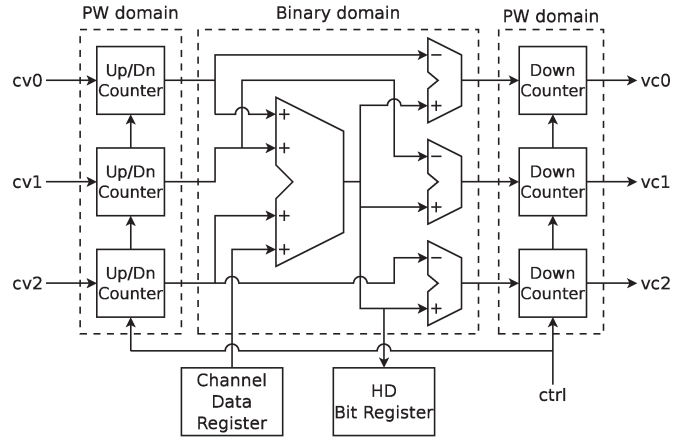 PW domain
Binary domain
PW domain
cv0
Up/Dn
Counter
−
+
Down
Counter
vc0
+
+
cv1
Up/Dn
Counter
−
+
Down
Counter
vc1
+
+
cv2
Up/Dn
Counter
−
+
Down
Counter
vc2
Channel
Data
Register
HD
Bit Register
ctrl